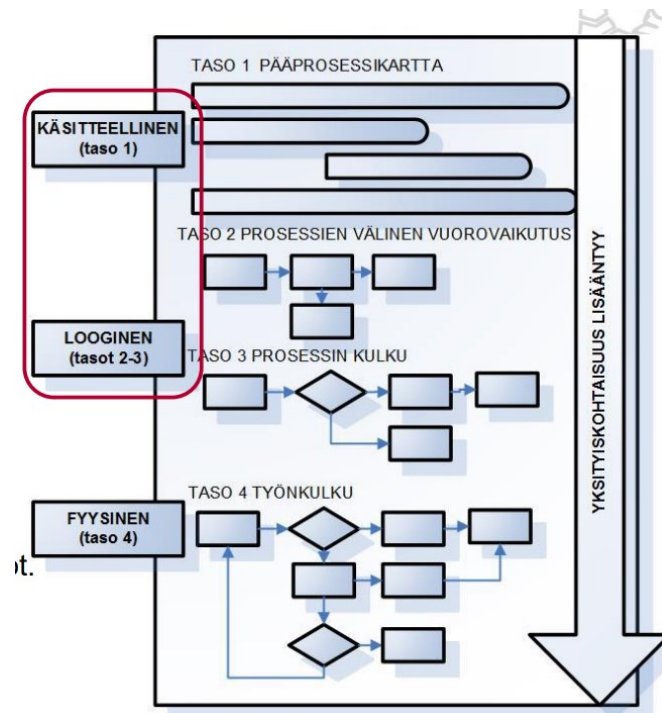 TASO 1 PÄÄPROSESSIKARTTA
KÄSITTEELLINEN
(taso 1)
TASO 2 PROSESSIEN VÄLINEN VUOROVAIKUTUS
LOOGINEN
(tasot 2-3)
TASO 3 PROSESSIN KULKU
TASO 4 TYÖNKULKU
FYYSINEN
(taso 4)
YKSITYISKOHTAISUUS LISÄÄNTYY